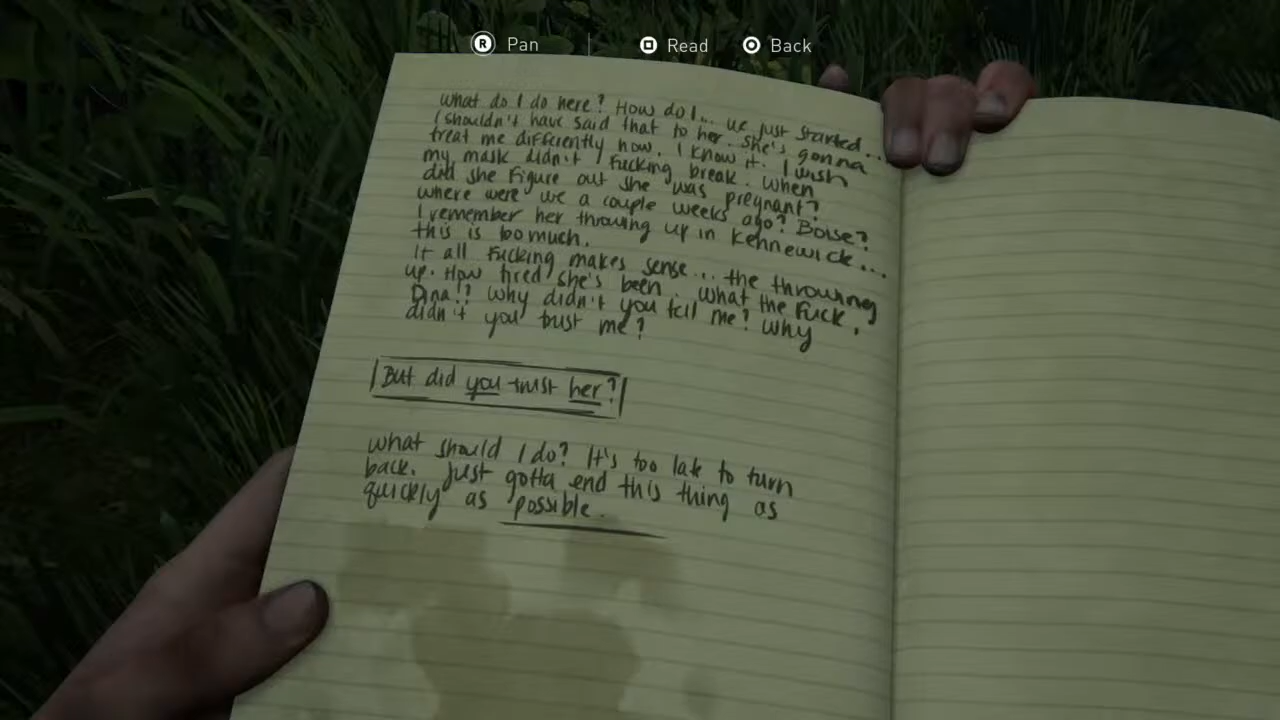 R Pan
Read
Back
what do I do here? How do I... we just started...
I shouldn't have said that to her. She's gonna
treat me differently now. I know it. I wish
my mask didn't fucking break. When
did she figure out she was pregnant?
where were we a couple weeks ago? Boise?
I remember her throwing up in Kennewick...
this is too much.
It all fucking makes sense... the throwing
up. How tired she's been. what the fuck,
Dina!? why didn't you tell me? why
didn't you trust me?
But did you trust her?
what should I do? It's too late to turn
back. Just gotta end this thing as
quickly as possible.